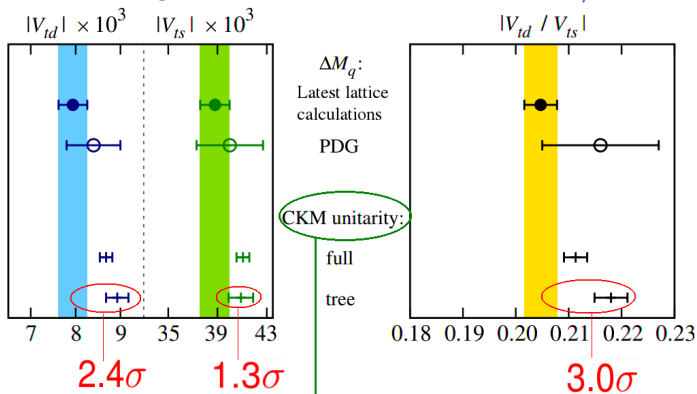 |V_td| × 10³ |V_ts| × 10³ |V_td / V_ts|
ΔM_q:
Latest lattice
calculations
PDG
CKM unitarity:
full
tree
7 8 9 35 39 43 0.18 0.19 0.20 0.21 0.22 0.23
2.4σ 1.3σ 3.0σ